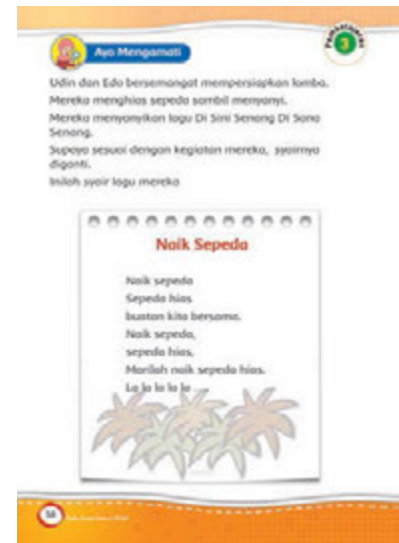 Ayo Mengamati
Pembelajaran
3
Udin dan Edo bersemangat mempersiapkan lomba.
Mereka menghias sepeda sambil menyanyi.
Mereka menyanyikan lagu Di Sini Senang Di Sana
Senang.
Supaya sesuai dengan kegiatan mereka, syairnya
diganti.
Inilah syair lagu mereka
Naik Sepeda
Naik sepeda
Sepeda hias
buatan kita bersama.
Naik sepeda,
sepeda hias,
Marilah naik sepeda hias.
La la la la la